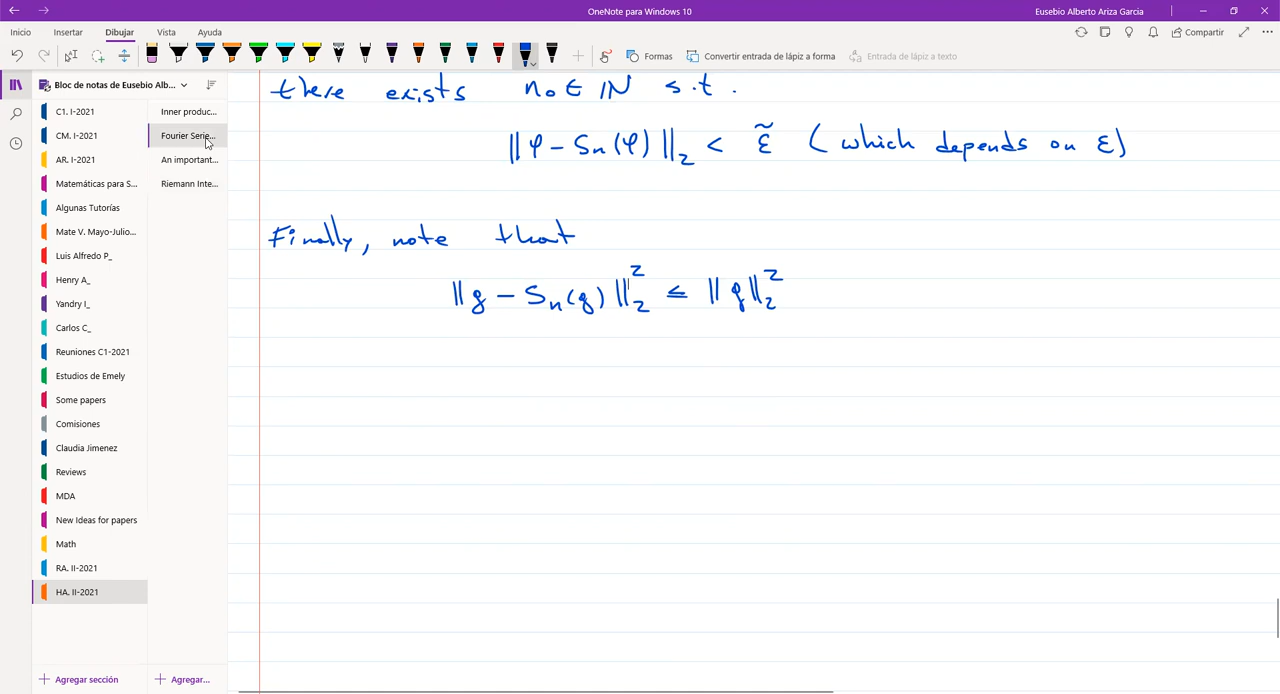 OneNote para Windows 10
Eusebio Alberto Ariza Garcia
Inicio
Insertar
Dibujar
Vista
Ayuda
Compartir
Formas
Convertir entrada de lápiz a forma
Entrada de lápiz a texto
Bloc de notas de Eusebio Alb...
C1. I-2021
CM. I-2021
AR. I-2021
Matemáticas para S...
Algunas Tutorías
Mate V. Mayo-Julio...
Luis Alfredo P_
Henry A_
Yandry I_
Carlos C_
Reuniones C1-2021
Estudios de Emely
Some papers
Comisiones
Claudia Jimenez
Reviews
MDA
New Ideas for papers
Math
RA. II-2021
HA. II-2021
Agregar sección
Inner produc...
Fourier Serie...
An important...
Riemann Inte...
Agregar...
there exists n₀ ∈ ℕ s.t.
‖φ − Sn(φ)‖₂ < ε̃ (which depends on ε)
Finally, note that
‖g − Sn(g)‖₂² ≤ ‖g‖₂²